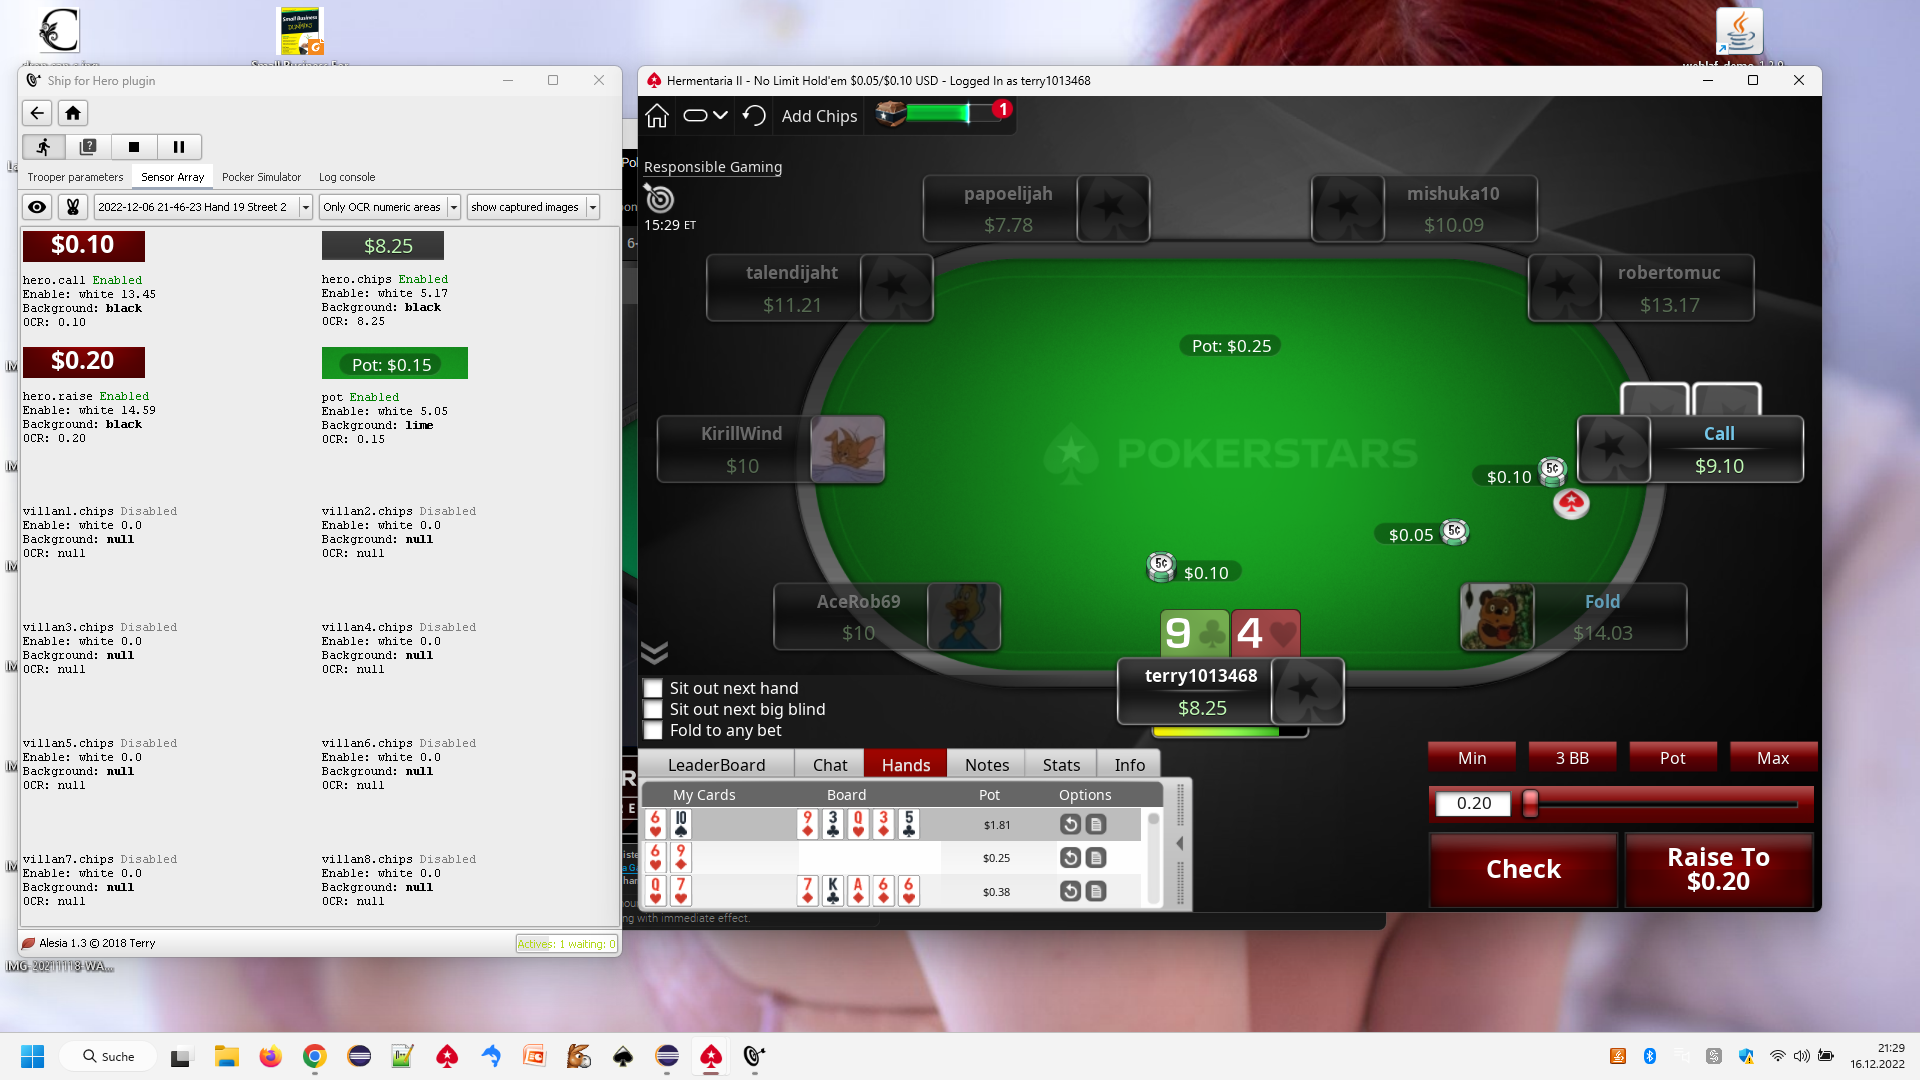 Ship for Hero plugin
Trooper parameters
Sensor Array
Pocker Simulator
Log console
2022-12-06 21-46-23 Hand 19 Street 2
Only OCR numeric areas
show captured images
$0.10
hero.call Enabled
Enable: white 13.45
Background: black
OCR: 0.10
$8.25
hero.chips Enabled
Enable: white 5.17
Background: black
OCR: 8.25
$0.20
hero.raise Enabled
Enable: white 14.59
Background: black
OCR: 0.20
Pot: $0.15
pot Enabled
Enable: white 5.05
Background: lime
OCR: 0.15
villan1.chips Disabled
Enable: white 0.0
Background: null
OCR: null
villan2.chips Disabled
Enable: white 0.0
Background: null
OCR: null
villan3.chips Disabled
Enable: white 0.0
Background: null
OCR: null
villan4.chips Disabled
Enable: white 0.0
Background: null
OCR: null
villan5.chips Disabled
Enable: white 0.0
Background: null
OCR: null
villan6.chips Disabled
Enable: white 0.0
Background: null
OCR: null
villan7.chips Disabled
Enable: white 0.0
Background: null
OCR: null
villan8.chips Disabled
Enable: white 0.0
Background: null
OCR: null
Alesia 1.3 © 2018 Terry
Actives: 1 waiting: 0
IMG-20211118-WA...
Hermentaria II - No Limit Hold'em $0.05/$0.10 USD - Logged In as terry1013468
Add Chips
1
Responsible Gaming
15:29 ET
papoelijah
$7.78
mishuka10
$10.09
talendijaht
$11.21
robertomuc
$13.17
Pot: $0.25
KirillWind
$10
POKERSTARS
Call
$9.10
$0.10
5¢
$0.05
5¢
5¢
$0.10
AceRob69
$10
Fold
$14.03
9
4
terry1013468
$8.25
Sit out next hand
Sit out next big blind
Fold to any bet
LeaderBoard
Chat
Hands
Notes
Stats
Info
My Cards
Board
Pot
Options
6 10
9 3 Q 3 5
$1.81
6 9
$0.25
Q 7
7 K A 6 6
$0.38
ng with immediate effect.
Min
3 BB
Pot
Max
0.20
Check
Raise To
$0.20
Suche
21:29
16.12.2022